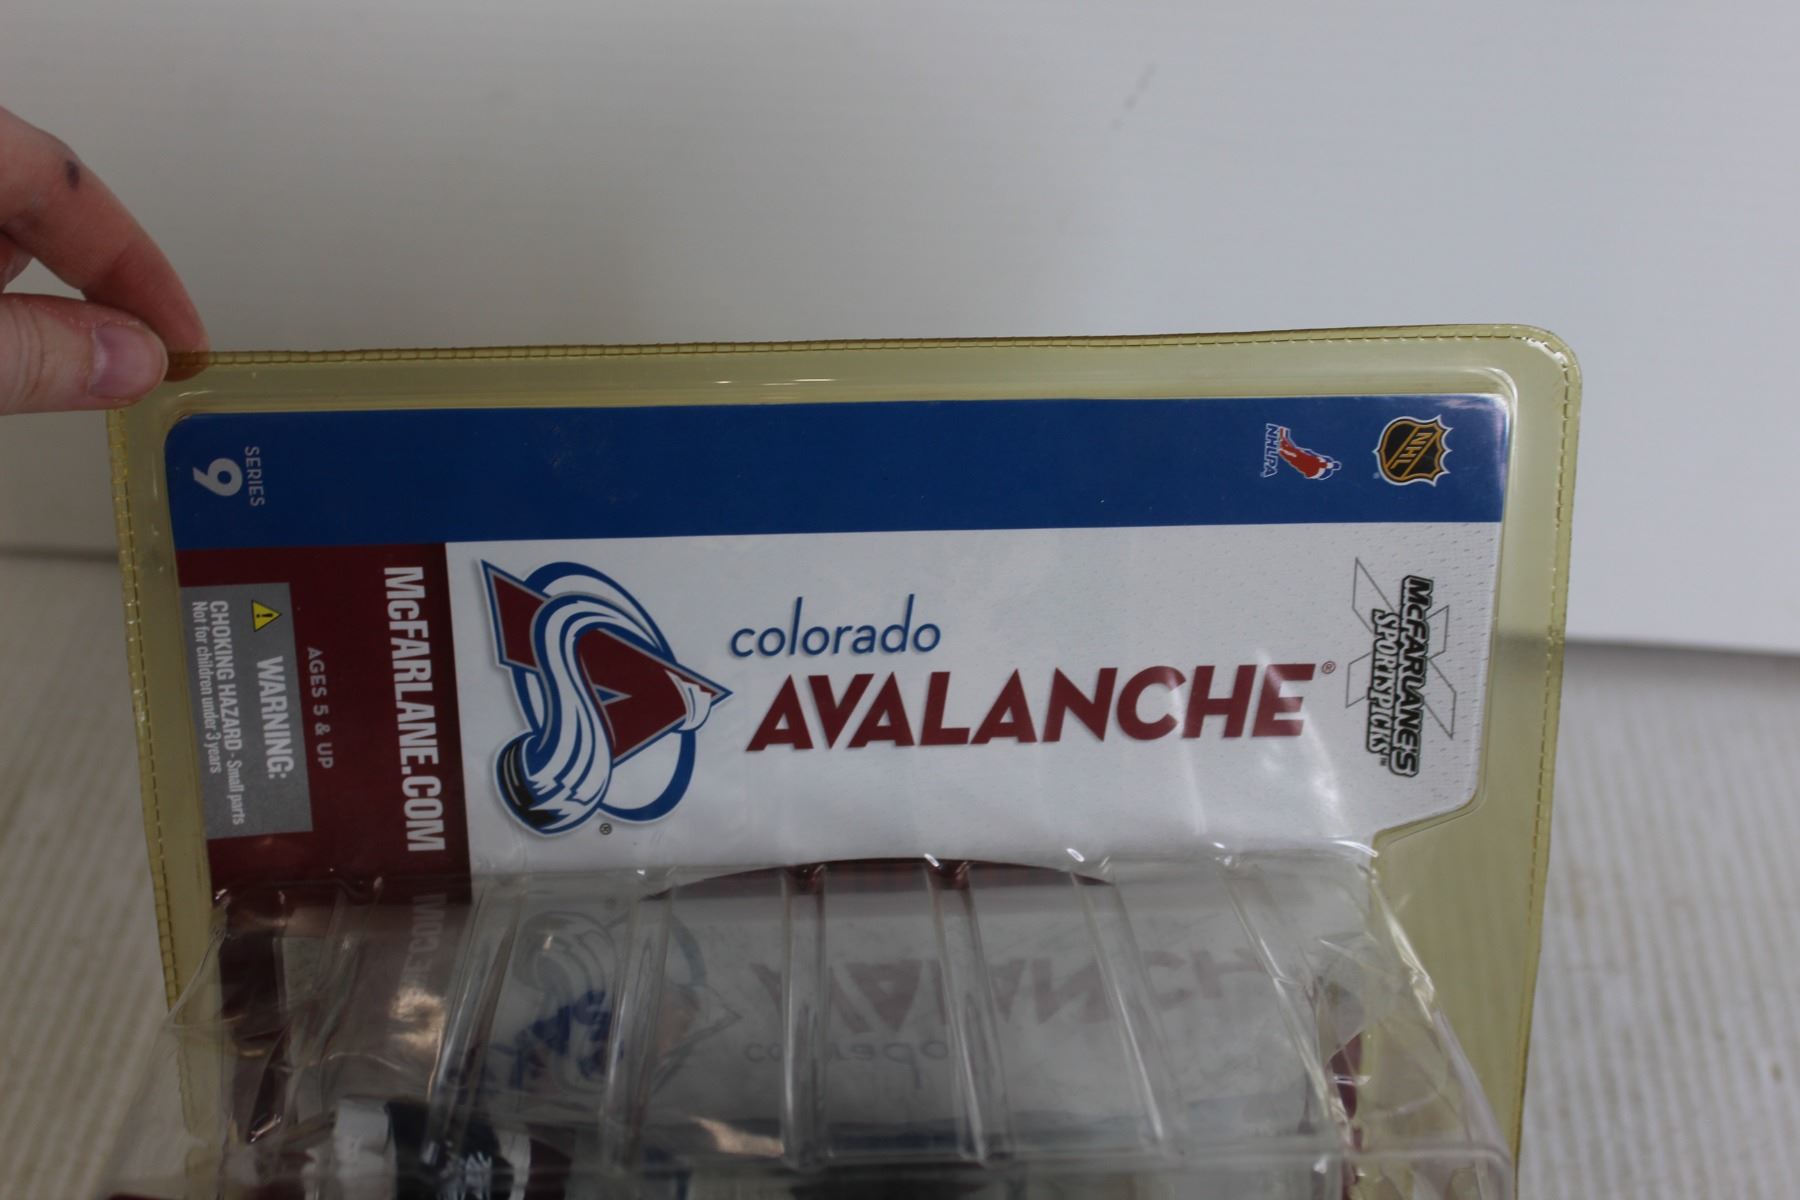 SERIES
9
NHLPA
NHL
McFARLANE.COM
AGES 5 & UP
WARNING:
CHOKING HAZARD- Small parts
Not for children under 3 years
colorado
AVALANCHE®
McFARLANE'S
SPORTSPICKS™